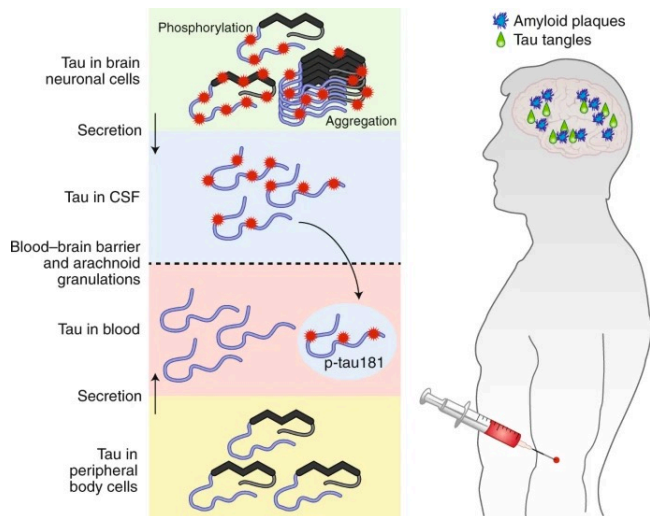 Phosphorylation
Tau in brain
neuronal cells
Aggregation
Secretion
Tau in CSF
Blood–brain barrier
and arachnoid
granulations
Tau in blood
p-tau181
Secretion
Tau in
peripheral
body cells
Amyloid plaques
Tau tangles